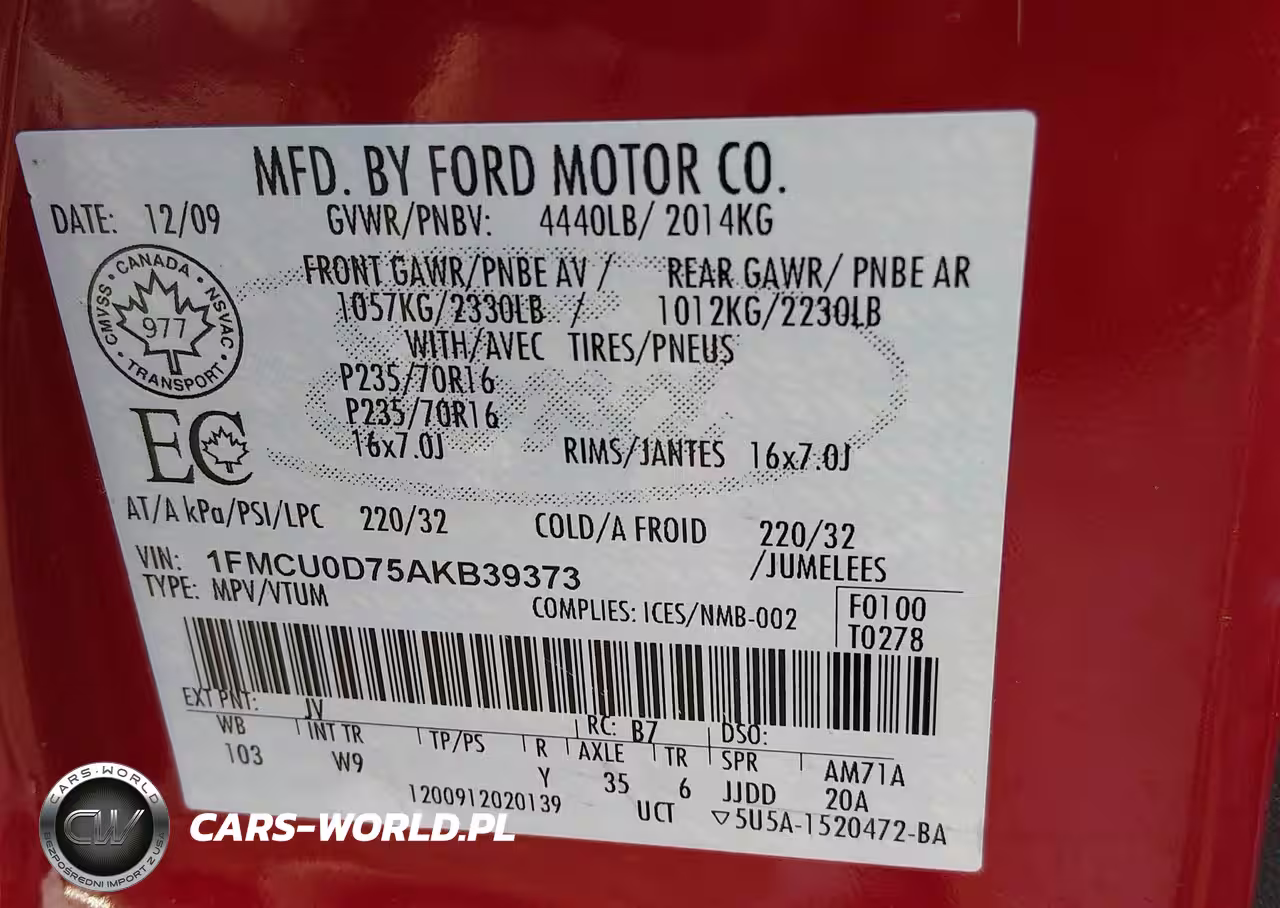 MFD. BY FORD MOTOR CO.
DATE: 12/09 GVWR/PNBV: 4440LB/ 2014KG
FRONT GAWR/PNBE AV / REAR GAWR/ PNBE AR
1057KG/2330LB / 1012KG/2230LB
WITH/AVEC TIRES/PNEUS
P235/70R16
P235/70R16
16x7.0J RIMS/JANTES 16x7.0J
CANADA · NSVAC · TRANSPORT · CMVSS ·
977
EC
AT/A kPa/PSI/LPC 220/32 COLD/A FROID 220/32
VIN: 1FMCU0D75AKB39373 /JUMELEES
TYPE: MPV/VTUM
COMPLIES: ICES/NMB-002 F0100
T0278
EXT PNT: JV RC: B7 DSO:
WB INT TR TP/PS R AXLE TR SPR AM71A
103 W9 Y 35 6 JJDD 20A
1200912020139 UCT ▽5U5A-1520472-BA
CARS-WORLD
CW
BEZPOŚREDNI IMPORT Z USA
CARS-WORLD.PL